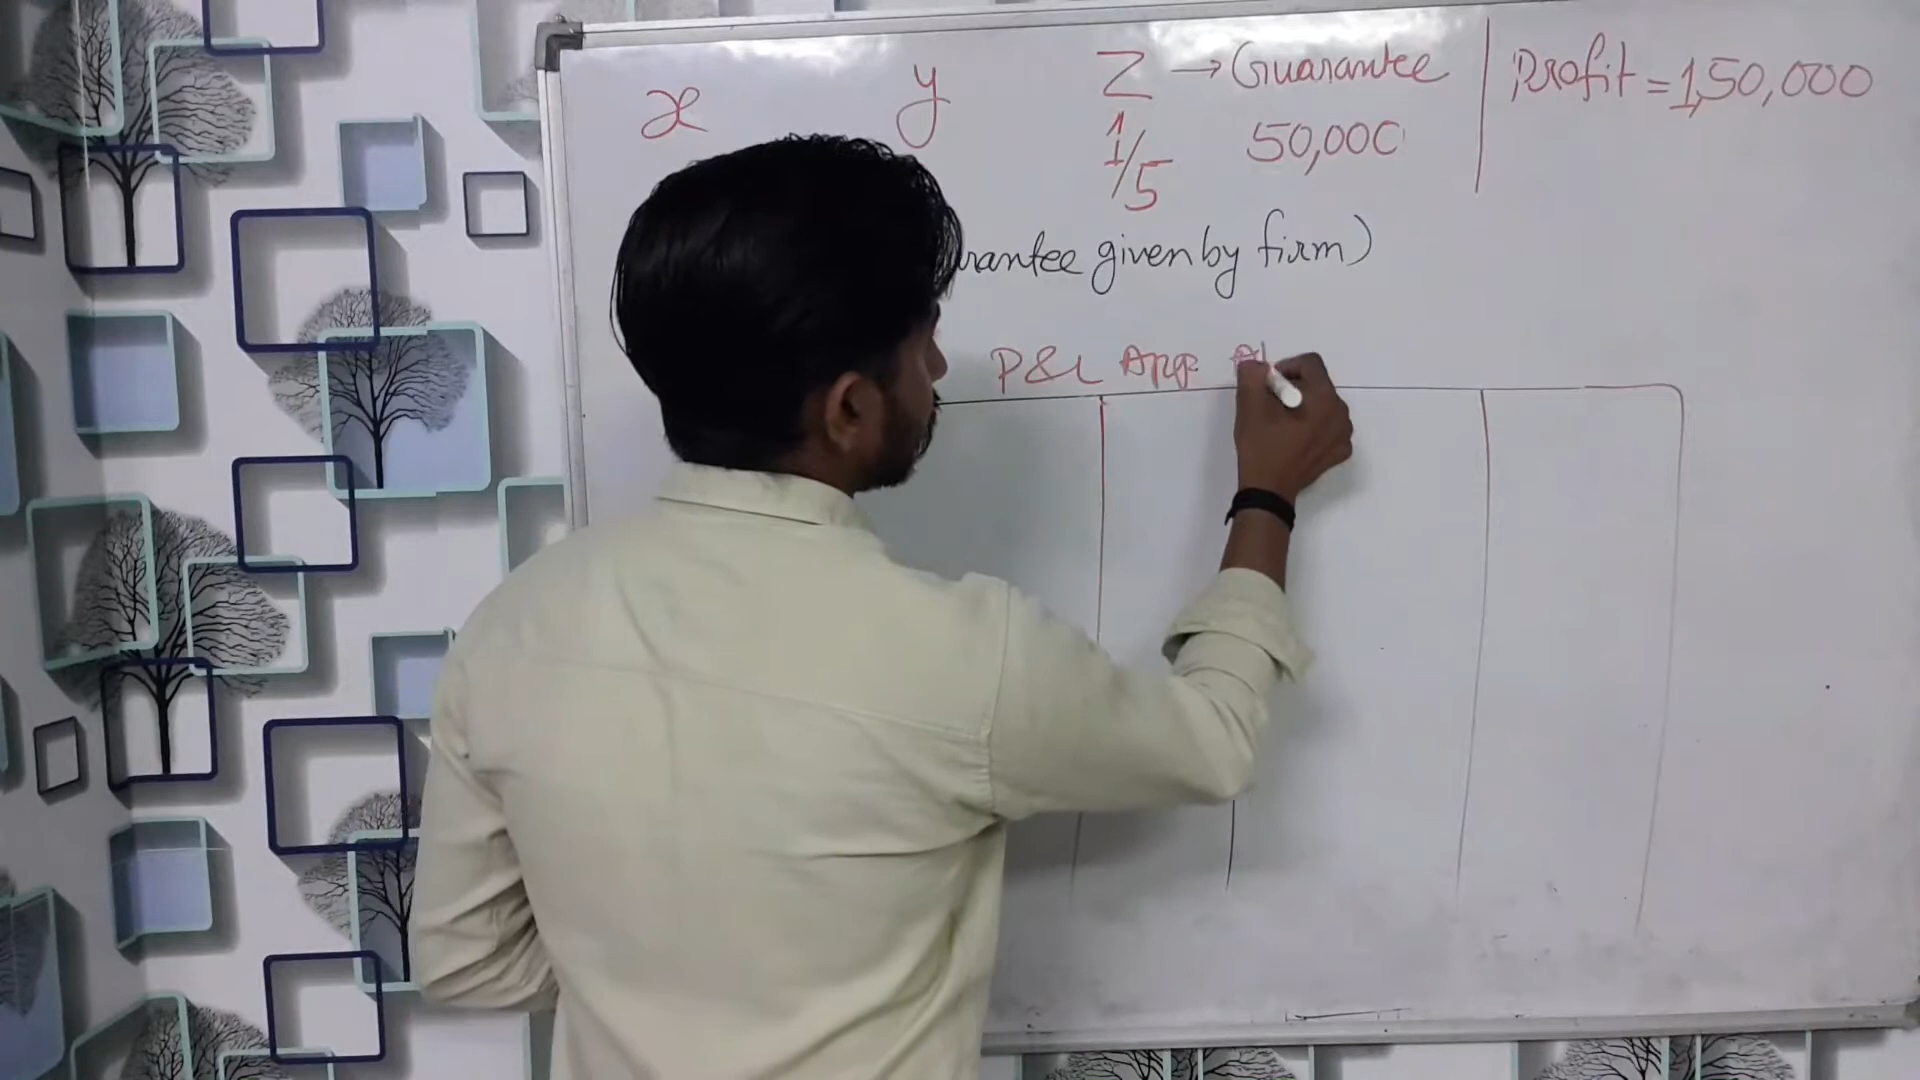 x y Z → Guarantee | Profit = 1,50,000
1/5 50,000
rantee given by firm)
P&L App